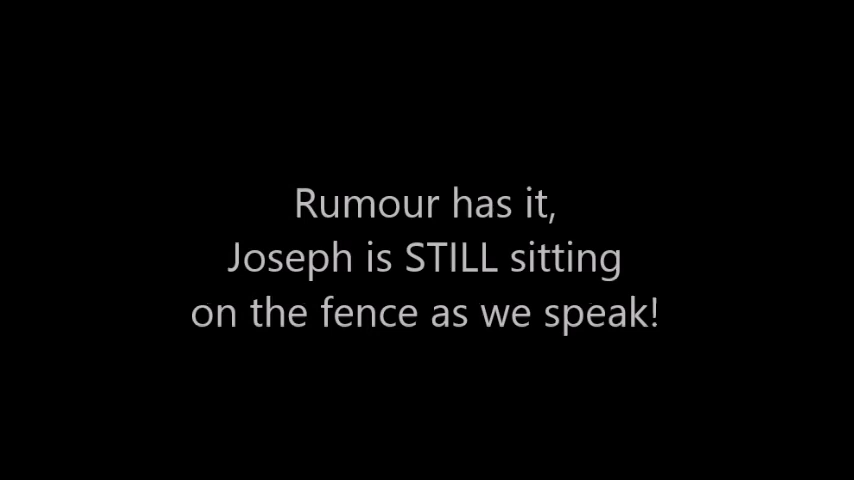 Rumour has it,
Joseph is STILL sitting
on the fence as we speak!